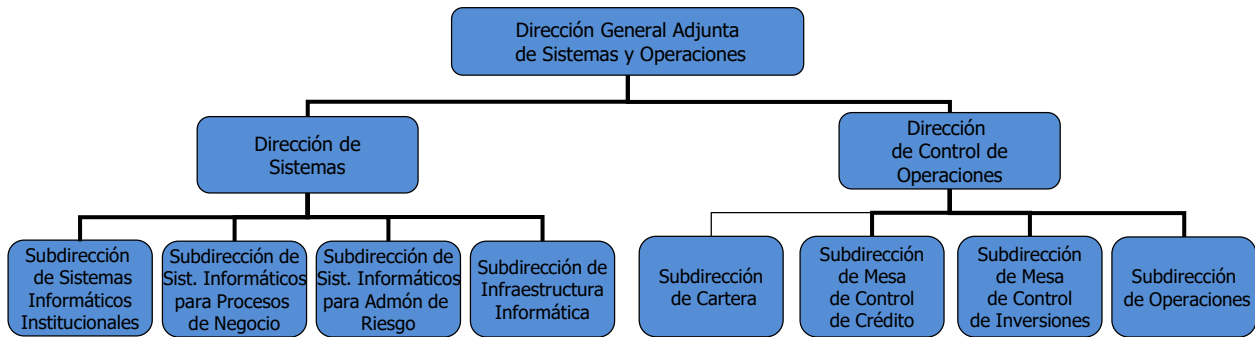 Dirección General Adjunta
de Sistemas y Operaciones
Dirección de
Sistemas
Dirección
de Control de
Operaciones
Subdirección
de Sistemas
Informáticos
Institucionales
Subdirección de
Sist. Informáticos
para Procesos
de Negocio
Subdirección de
Sist. Informáticos
para Admón de
Riesgo
Subdirección de
Infraestructura
Informática
Subdirección
de Cartera
Subdirección
de Mesa
de Control
de Crédito
Subdirección
de Mesa
de Control
de Inversiones
Subdirección
de Operaciones